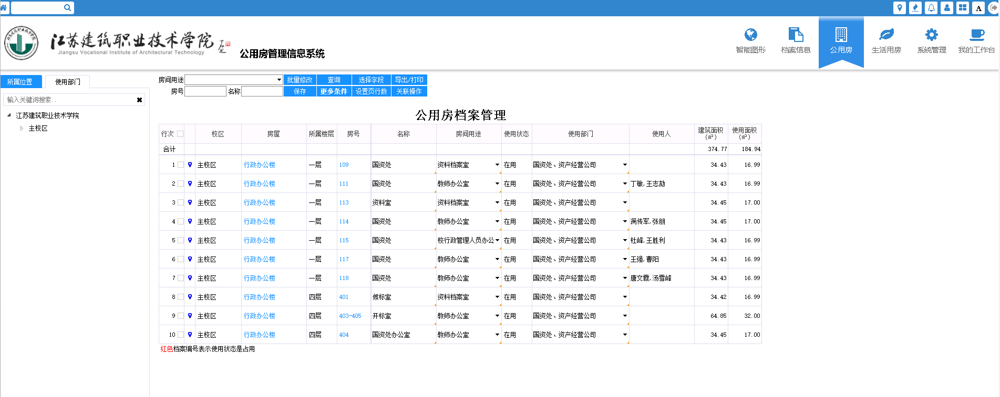 江苏建筑职业技术学院
Jiangsu Vocational Institute of Architectural Technology
公用房管理信息系统
A
智能图形 档案信息 公用房 生活用房 系统管理 我的工作台
所属位置 使用部门
输入关键词搜索..
江苏建筑职业技术学院
主校区
房间用途 批量修改 查询 选择字段 导出/打印
房号 名称 保存 更多条件 设置页行数 关联操作
公用房档案管理
行次 校区 房屋 所属楼层 房号 名称 房间用途 使用状态 使用部门 使用人 建筑面积(㎡) 使用面积(㎡)
合计 374.77 184.94
1 主校区 行政办公楼 一层 109 国资处 资料档案室 在用 国资处、资产经营公司 34.43 16.99
2 主校区 行政办公楼 一层 111 国资处 教师办公室 在用 国资处、资产经营公司 丁敏,王志劼 34.43 16.99
3 主校区 行政办公楼 一层 113 资料室 资料档案室 在用 国资处、资产经营公司 34.45 17.00
4 主校区 行政办公楼 一层 114 国资处 教师办公室 在用 国资处、资产经营公司 满传军,张朋 34.45 17.00
5 主校区 行政办公楼 一层 115 国资处 校行政管理人员办公 在用 国资处、资产经营公司 杜峰,王胜利 34.43 16.99
6 主校区 行政办公楼 一层 117 国资处 教师办公室 在用 国资处、资产经营公司 王强,曹阳 34.43 16.99
7 主校区 行政办公楼 一层 118 国资处 教师办公室 在用 国资处、资产经营公司 唐文霞,汤雪峰 34.43 16.99
8 主校区 行政办公楼 四层 401 候标室 资料档案室 在用 国资处、资产经营公司 34.42 16.99
9 主校区 行政办公楼 四层 403-405 开标室 教师办公室 在用 国资处、资产经营公司 64.85 32.00
10 主校区 行政办公楼 四层 404 国资处办公室 教师办公室 在用 国资处、资产经营公司 34.45 17.00
红色档案编号表示使用状态是占用